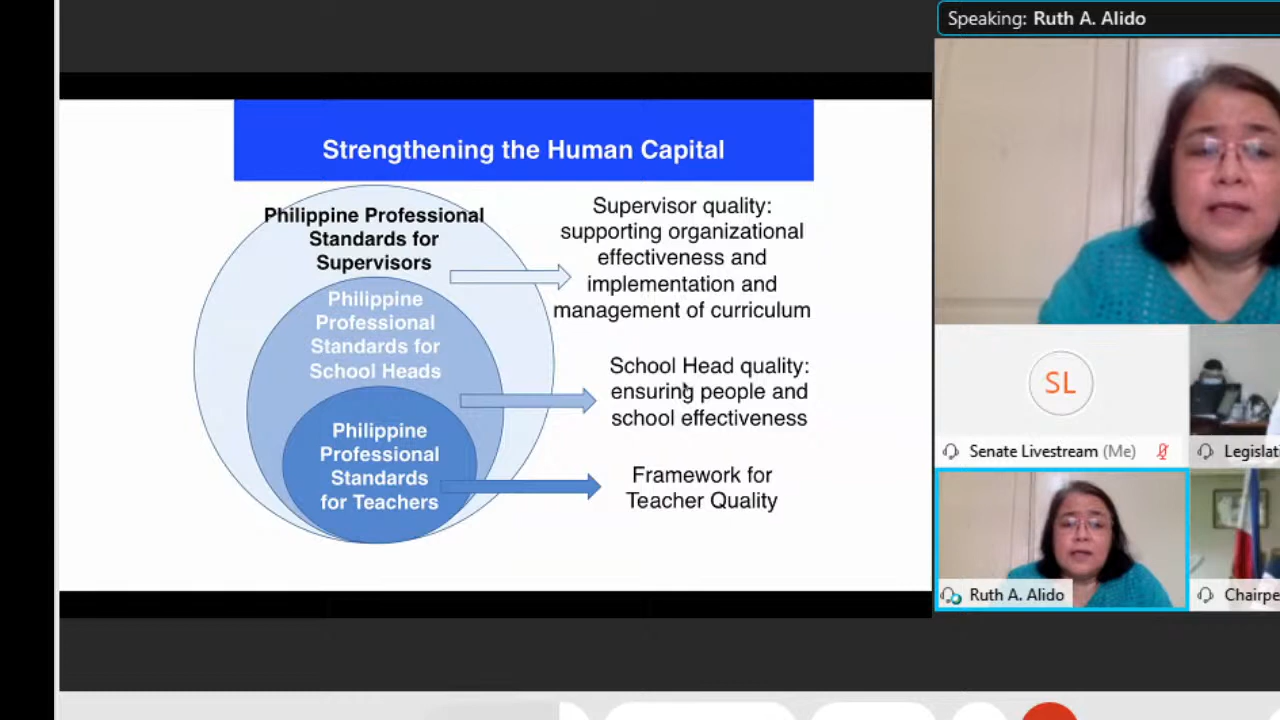 Speaking: Ruth A. Alido
Strengthening the Human Capital
Philippine Professional
Standards for
Supervisors
Supervisor quality:
supporting organizational
effectiveness and
implementation and
management of curriculum
Philippine
Professional
Standards for
School Heads
School Head quality:
ensuring people and
school effectiveness
Philippine
Professional
Standards
for Teachers
Framework for
Teacher Quality
SL
Senate Livestream (Me)
Legislati
Ruth A. Alido
Chairpe